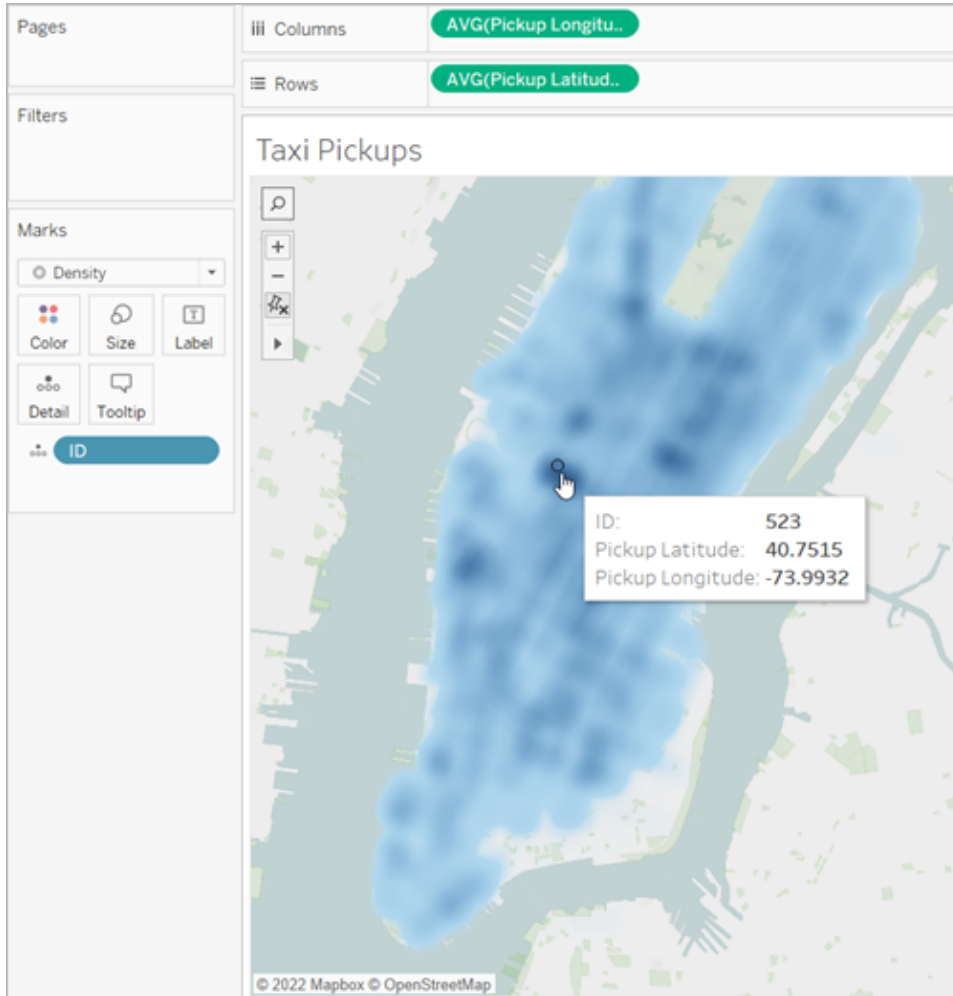 Pages
Columns
AVG(Pickup Longitu..
Rows
AVG(Pickup Latitud..
Filters
Taxi Pickups
Marks
Density
Color Size Label
Detail Tooltip
ID
ID: 523
Pickup Latitude: 40.7515
Pickup Longitude: -73.9932
© 2022 Mapbox © OpenStreetMap